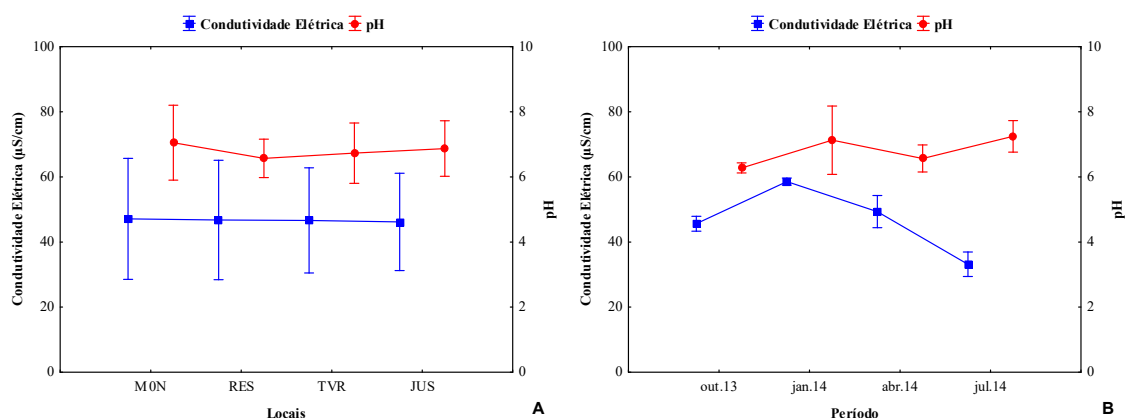 Condutividade Elétrica pH
100
80
60
40
20
0
Condutividade Elétrica (µS/cm)
10
8
6
4
2
0
pH
M0N RES TVR JUS
Locais
A
Condutividade Elétrica pH
100
80
60
40
20
0
Condutividade Elétrica (µS/cm)
10
8
6
4
2
0
pH
out.13 jan.14 abr.14 jul.14
Período
B